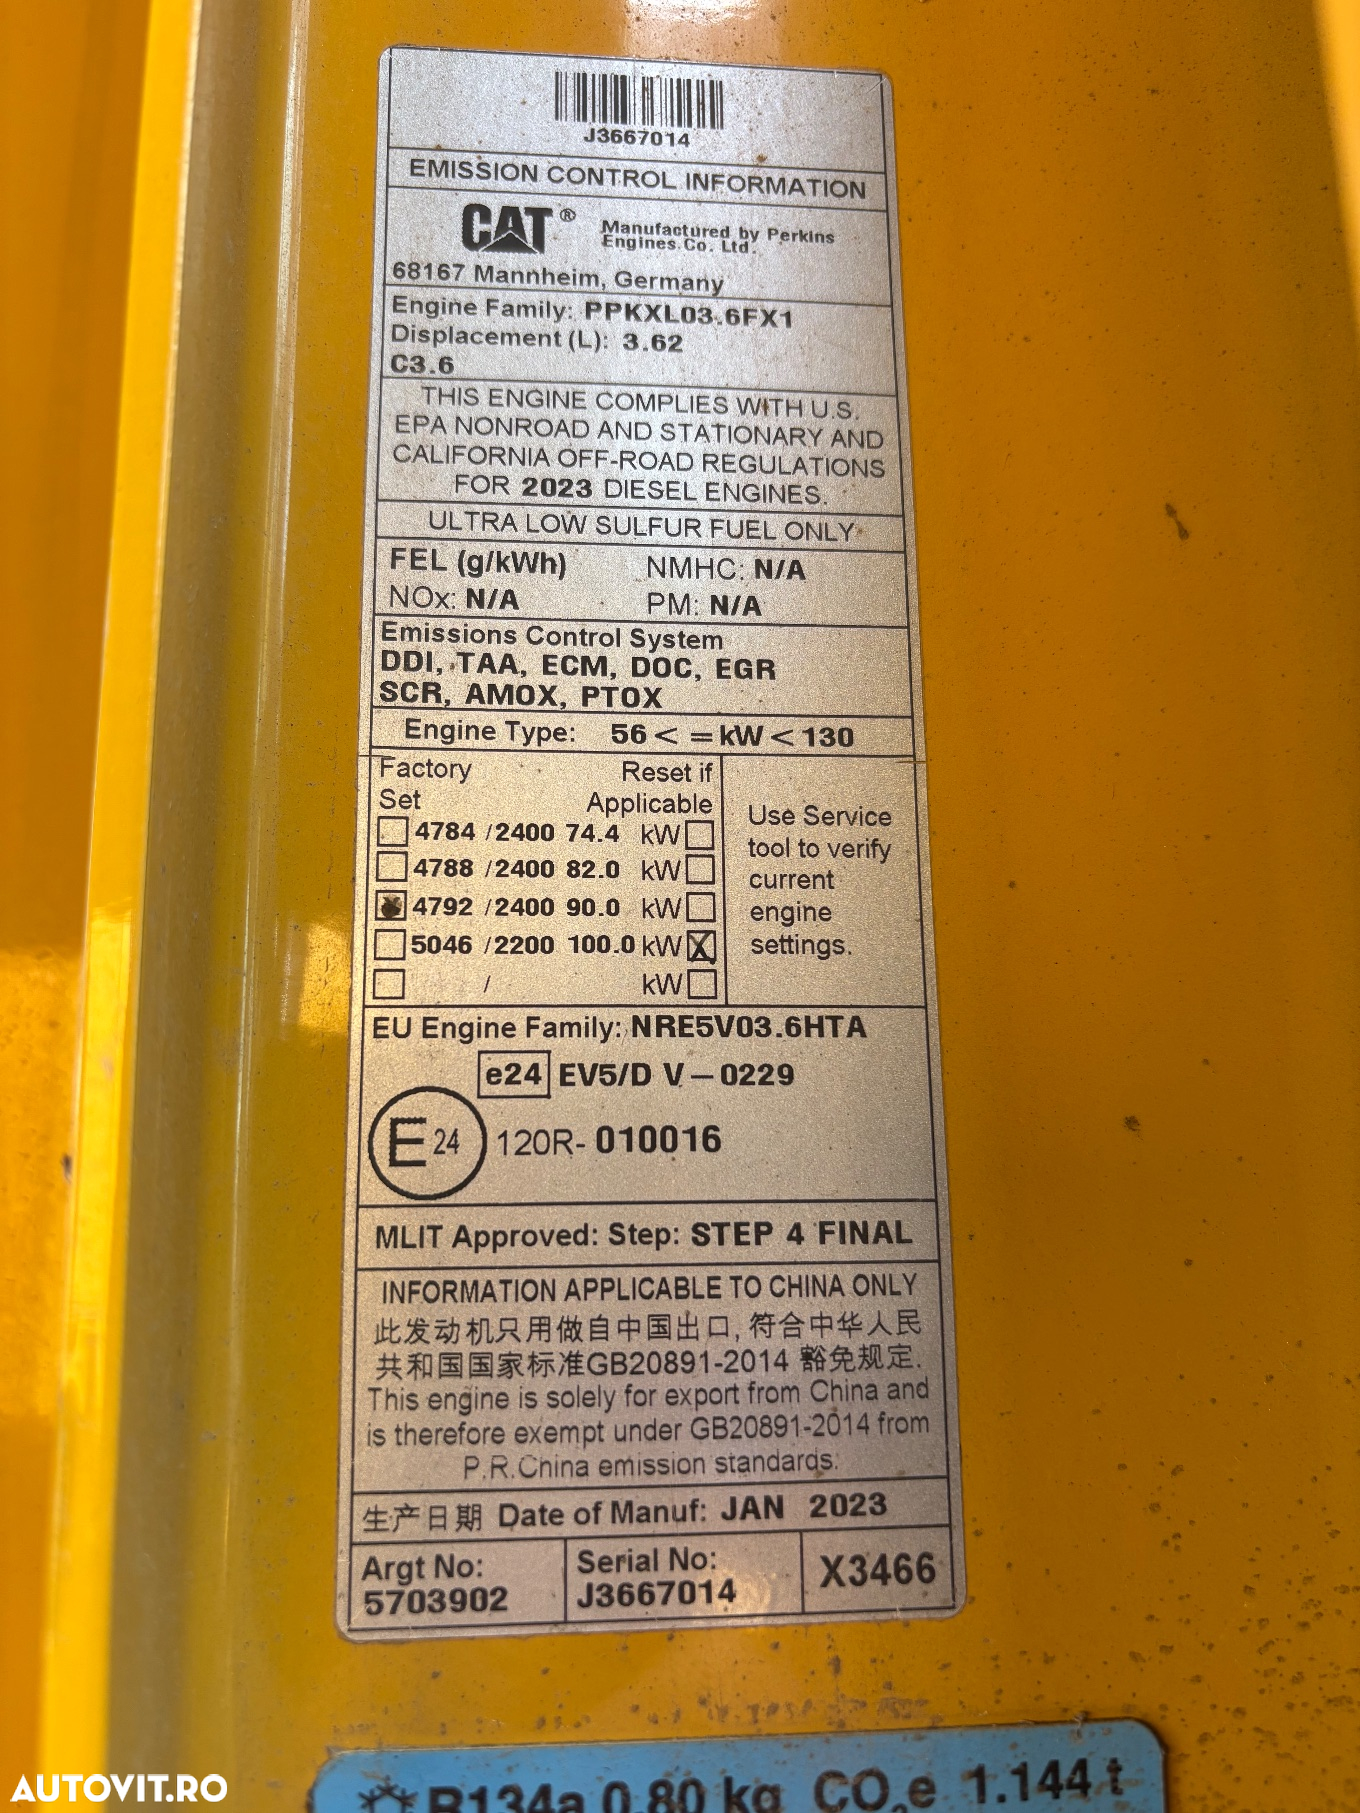 J3667014
EMISSION CONTROL INFORMATION
CAT® Manufactured by Perkins
Engines Co. Ltd.
68167 Mannheim, Germany
Engine Family: PPKXL03.6FX1
Displacement (L): 3.62
C3.6
THIS ENGINE COMPLIES WITH U.S.
EPA NONROAD AND STATIONARY AND
CALIFORNIA OFF-ROAD REGULATIONS
FOR 2023 DIESEL ENGINES.
ULTRA LOW SULFUR FUEL ONLY
FEL (g/kWh) NMHC: N/A
NOx: N/A PM: N/A
Emissions Control System
DDI, TAA, ECM, DOC, EGR
SCR, AMOX, PTOX
Engine Type: 56 < = kW < 130
Factory Reset if
Set Applicable
4784 / 2400 74.4 kW
4788 / 2400 82.0 kW
4792 / 2400 90.0 kW
5046 / 2200 100.0 kW X
/ kW
Use Service
tool to verify
current
engine
settings.
EU Engine Family: NRE5V03.6HTA
e24 EV5/D V – 0229
E 24 120R- 010016
MLIT Approved: Step: STEP 4 FINAL
INFORMATION APPLICABLE TO CHINA ONLY
此发动机只用做自中国出口, 符合中华人民
共和国国家标准GB20891-2014 豁免规定.
This engine is solely for export from China and
is therefore exempt under GB20891-2014 from
P.R.China emission standards.
生产日期 Date of Manuf: JAN 2023
Argt No:
5703902
Serial No:
J3667014
X3466
R134a 0.80 kg CO₂e 1.144 t
AUTOVIT.RO